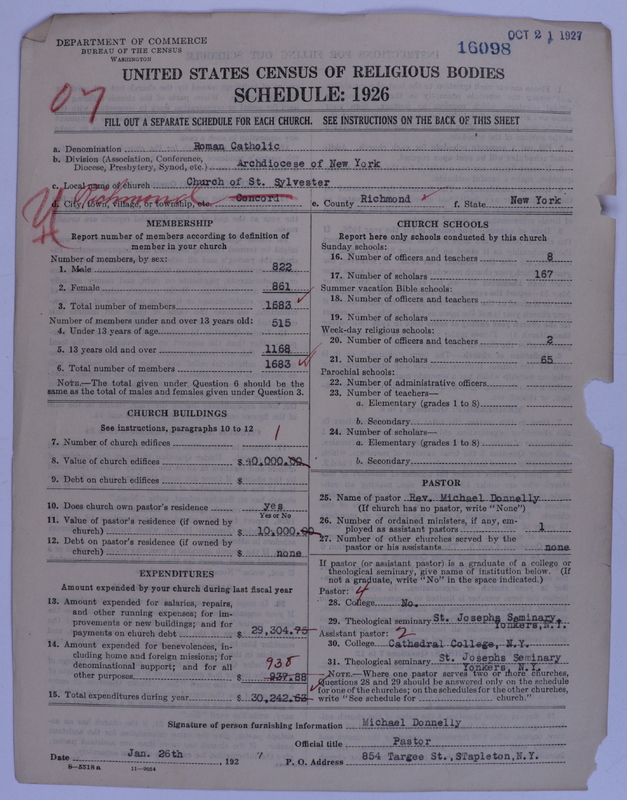 DEPARTMENT OF COMMERCE
BUREAU OF THE CENSUS
WASHINGTON
16098
OCT 21 1927
UNITED STATES CENSUS OF RELIGIOUS BODIES
SCHEDULE: 1926
07
FILL OUT A SEPARATE SCHEDULE FOR EACH CHURCH. SEE INSTRUCTIONS ON THE BACK OF THIS SHEET
a. Denomination Roman Catholic
b. Division (Association, Conference, Diocese, Presbytery, Synod, etc.) Archdiocese of New York
c. Local name of church Church of St. Sylvester
Richmond
d. City, town, village, or township, etc. Concord e. County Richmond f. State New York
MEMBERSHIP
Report number of members according to definition of
member in your church
Number of members, by sex:
1. Male 822
2. Female 861
3. Total number of members 1683
Number of members under and over 13 years old:
4. Under 13 years of age 515
5. 13 years old and over 1168
6. Total number of members 1683
NOTE.—The total given under Question 6 should be the
same as the total of males and females given under Question 3.
CHURCH BUILDINGS
See instructions, paragraphs 10 to 12
7. Number of church edifices 1
8. Value of church edifices $40,000.00
9. Debt on church edifices $
10. Does church own pastor's residence yes
Yes or No
11. Value of pastor's residence (if owned by
church) $ 10,000.00
12. Debt on pastor's residence (if owned by
church) $ none
EXPENDITURES
Amount expended by your church during last fiscal year
13. Amount expended for salaries, repairs,
and other running expenses; for im-
provements or new buildings; and for
payments on church debt $ 29,304.75
14. Amount expended for benevolences, in-
cluding home and foreign missions; for
denominational support; and for all 938
other purposes $ 937.88
15. Total expenditures during year $ 30,242.63
CHURCH SCHOOLS
Report here only schools conducted by this church
Sunday schools:
16. Number of officers and teachers 8
17. Number of scholars 167
Summer vacation Bible schools:
18. Number of officers and teachers
19. Number of scholars
Week-day religious schools:
20. Number of officers and teachers 2
21. Number of scholars 65
Parochial schools:
22. Number of administrative officers
23. Number of teachers—
a. Elementary (grades 1 to 8)
b. Secondary
24. Number of scholars—
a. Elementary (grades 1 to 8)
b. Secondary
PASTOR
25. Name of pastor Rev. Michael Donnelly
(If church has no pastor, write "None")
26. Number of ordained ministers, if any, em-
ployed as assistant pastors 1
27. Number of other churches served by the
pastor or his assistants none
If pastor (or assistant pastor) is a graduate of a college or
theological seminary, give name of institution below. (If
not a graduate, write "No" in the space indicated.)
Pastor: 4
28. College No.
29. Theological seminary St. Josephs Seminary,
Yonkers, N.Y.
Assistant pastor: 2
30. College Cathedral College, N.Y.
31. Theological seminary St. Josephs Seminary
Yonkers, N.Y.
NOTE.—Where one pastor serves two or more churches,
Questions 28 and 29 should be answered only on the schedule
for one of the churches; on the schedules for the other churches,
write "See schedule for church."
Signature of person furnishing information Michael Donnelly
Official title Pastor
Date Jan. 26th 1927 P. O. Address 854 Targee St., STapleton, N.Y.
8—5518a 11—9054